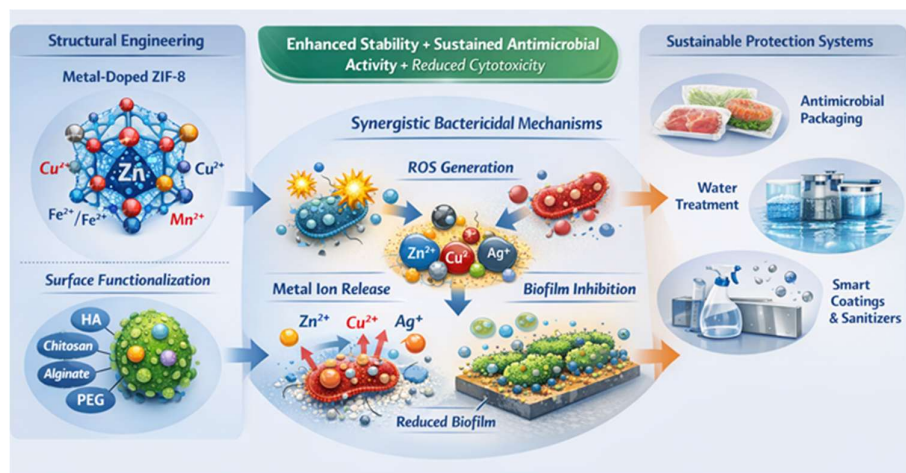 Structural Engineering
Metal-Doped ZIF-8
Zn
Cu²⁺
Cu²⁺
Fe²⁺/Fe²⁺
Mn²⁺
Surface Functionalization
HA
Chitosan
Alginate
PEG
Enhanced Stability + Sustained Antimicrobial
Activity + Reduced Cytotoxicity
Synergistic Bactericidal Mechanisms
ROS Generation
Zn²⁺
Cu²
Ag⁺
Metal Ion Release
Zn²⁺
Cu²⁺
Ag⁺
Biofilm Inhibition
Reduced Biofilm
Sustainable Protection Systems
Antimicrobial
Packaging
Water
Treatment
Smart
Coatings
& Sanitizers